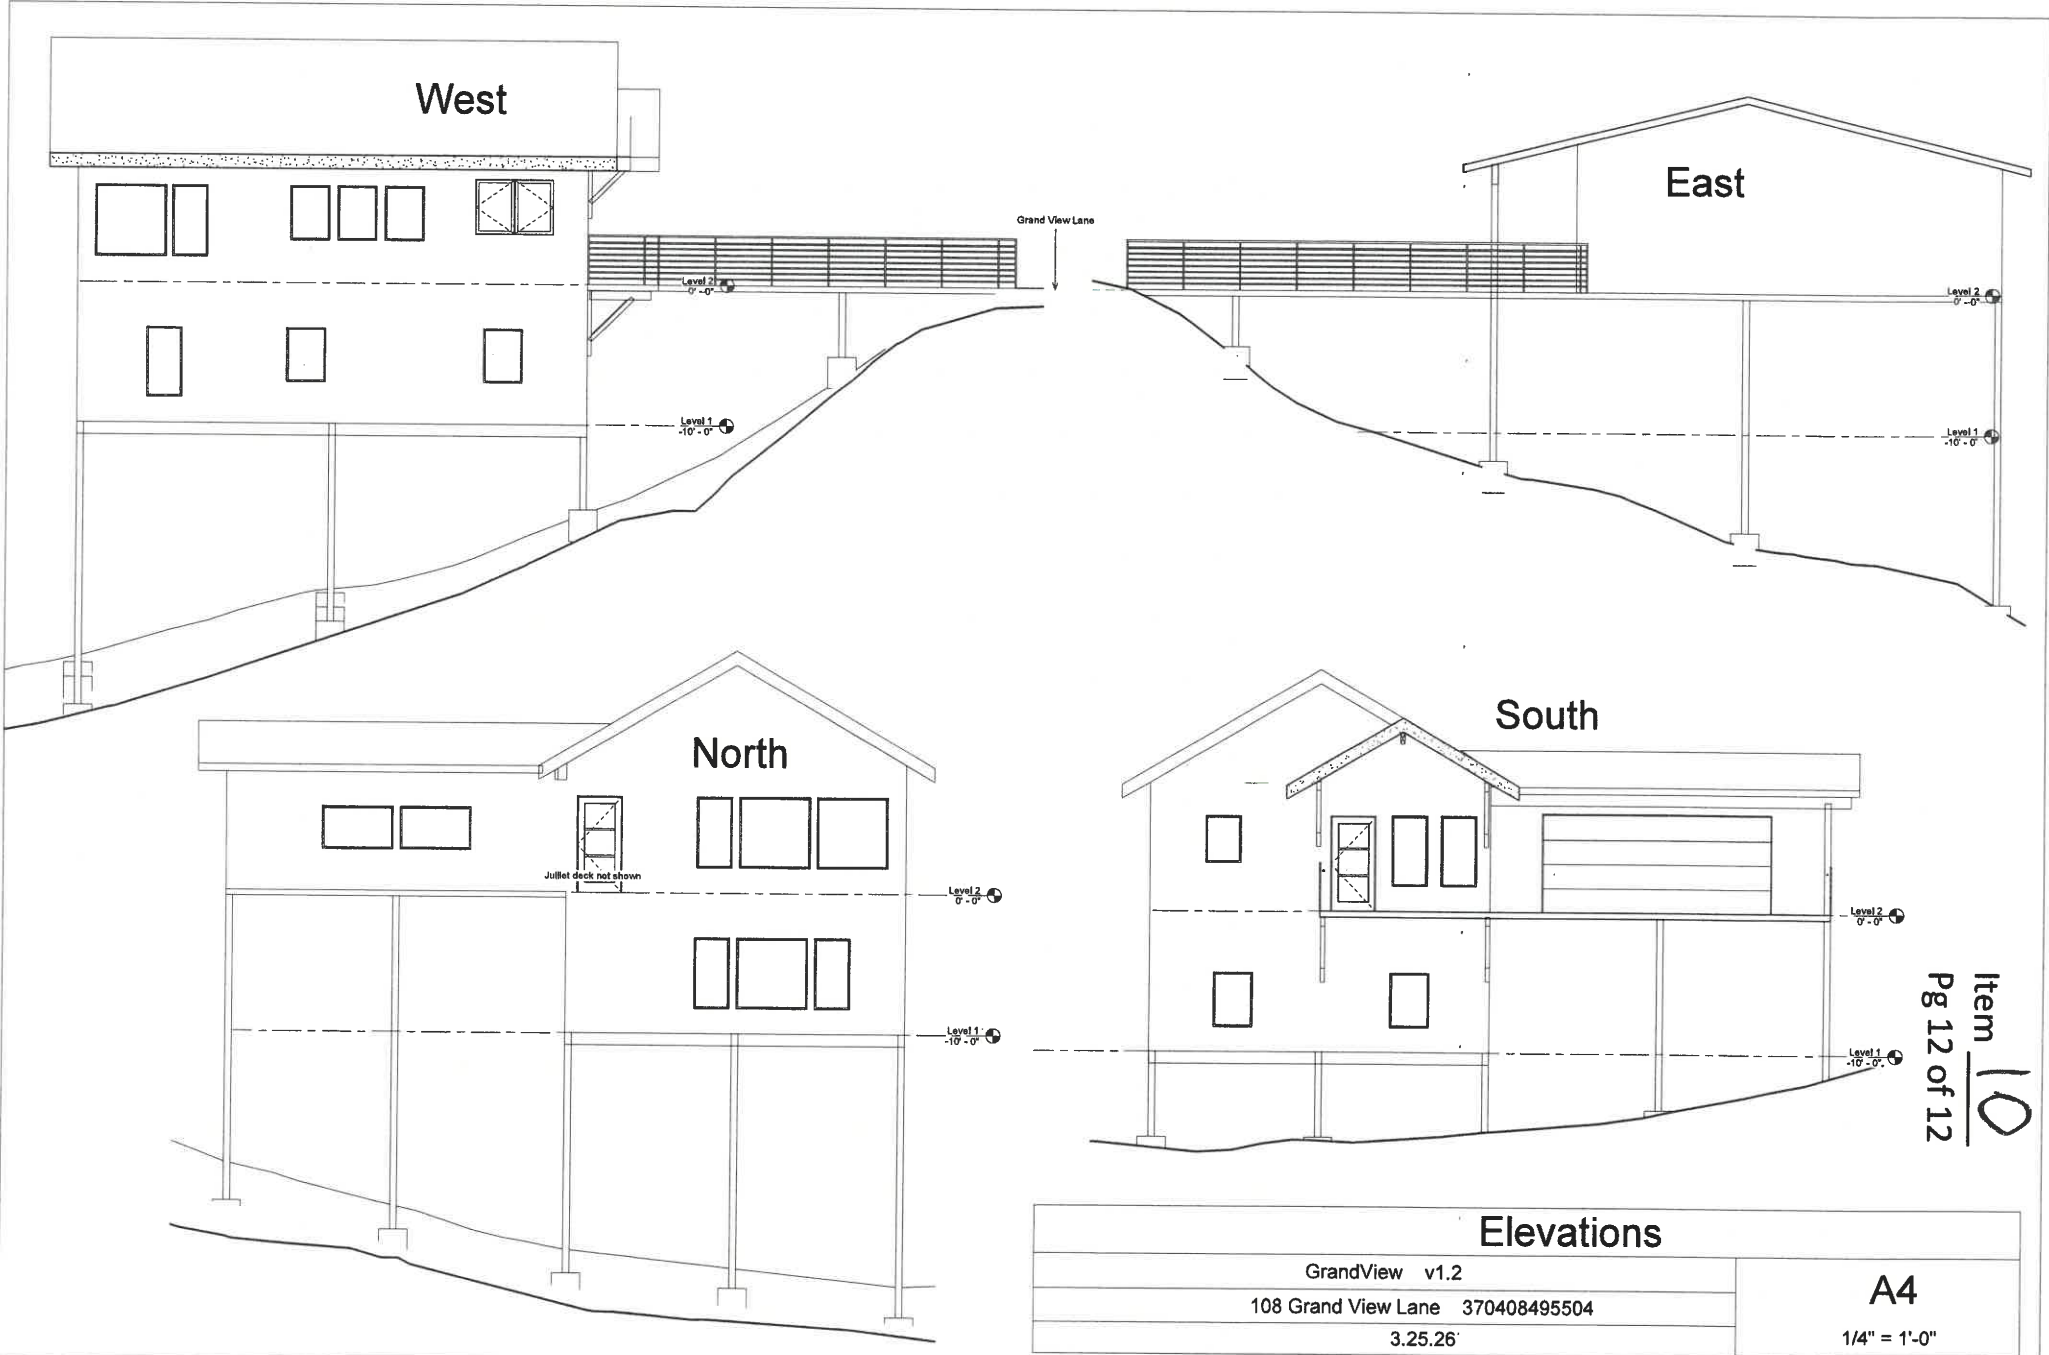 West
East
Grand View Lane
Level 2
0' - 0"
Level 2
0' - 0"
Level 1
-10' - 0"
Level 1
-10' - 0"
North
South
Julliet deck not shown
Level 2
0' - 0"
Level 2
0' - 0"
Level 1
-10' - 0"
Level 1
-10' - 0"
Item 10
Pg 12 of 12
Elevations
GrandView v1.2
108 Grand View Lane 370408495504
3.25.26
A4
1/4" = 1'-0"